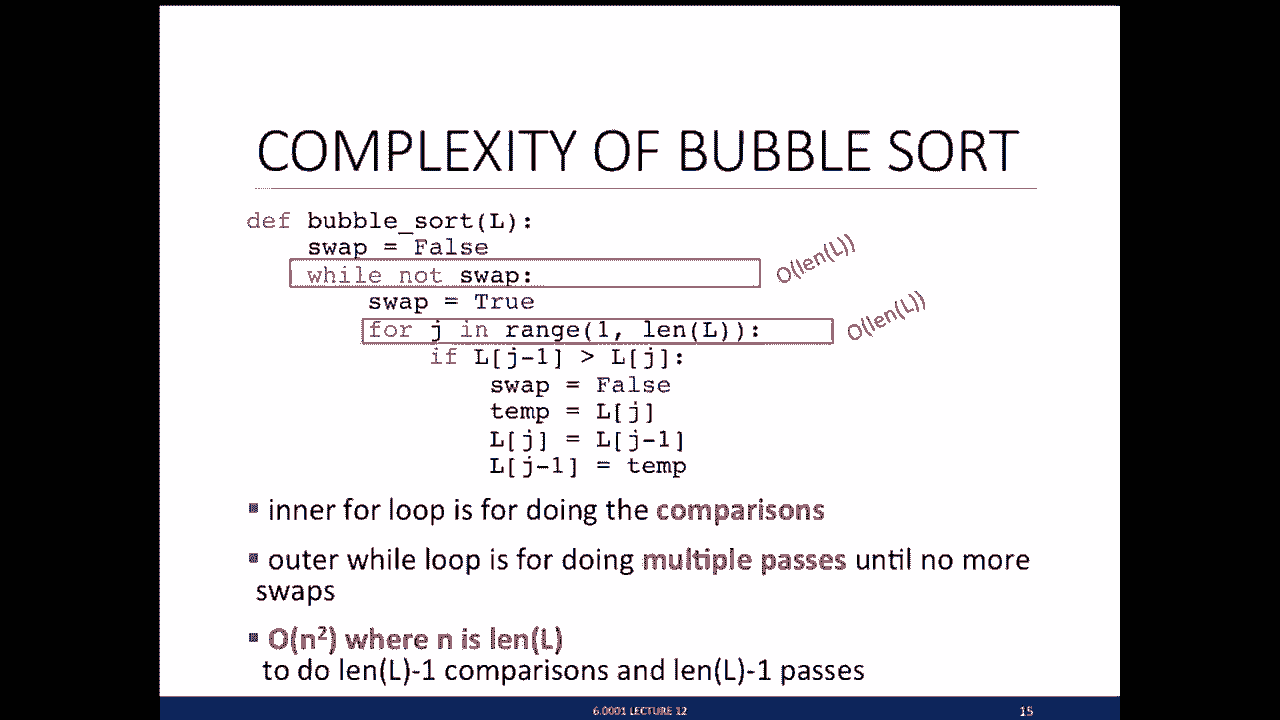 COMPLEXITY OF BUBBLE SORT
def bubble_sort(L):
    swap = False
    while not swap:
O(len(L))
        swap = True
        for j in range(1, len(L)):
O(len(L))
            if L[j-1] > L[j]:
                swap = False
                temp = L[j]
                L[j] = L[j-1]
                L[j-1] = temp
▪ inner for loop is for doing the comparisons
▪ outer while loop is for doing multiple passes until no more
swaps
▪ O(n²) where n is len(L)
to do len(L)-1 comparisons and len(L)-1 passes
6.0001 LECTURE 12
15